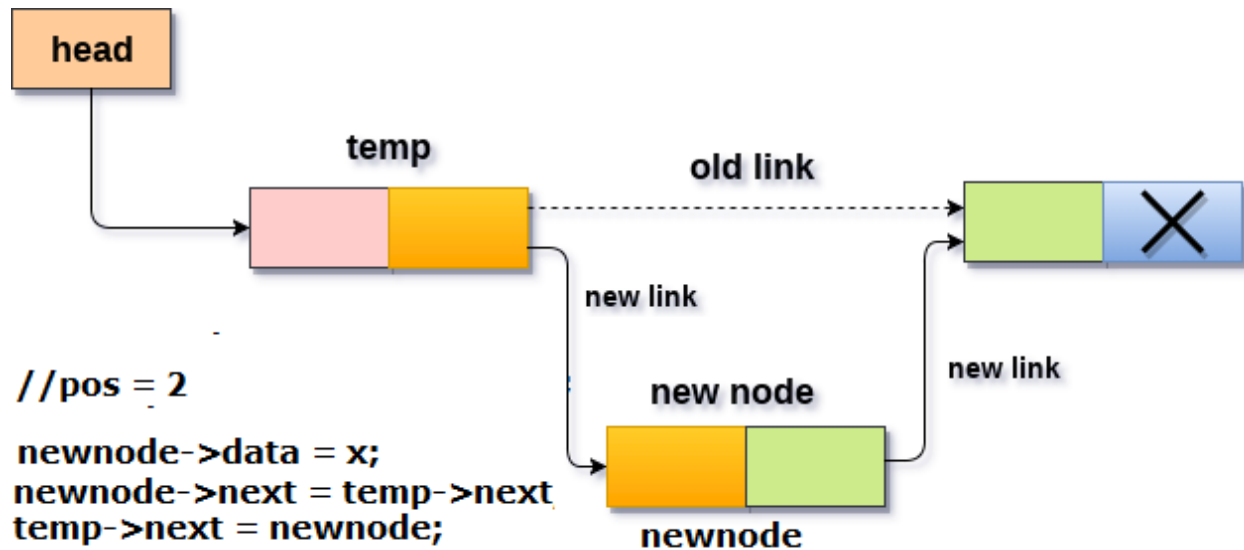 head
temp
old link
new link
new link
//pos = 2
new node
newnode->data = x;
newnode->next = temp->next
temp->next = newnode;
newnode